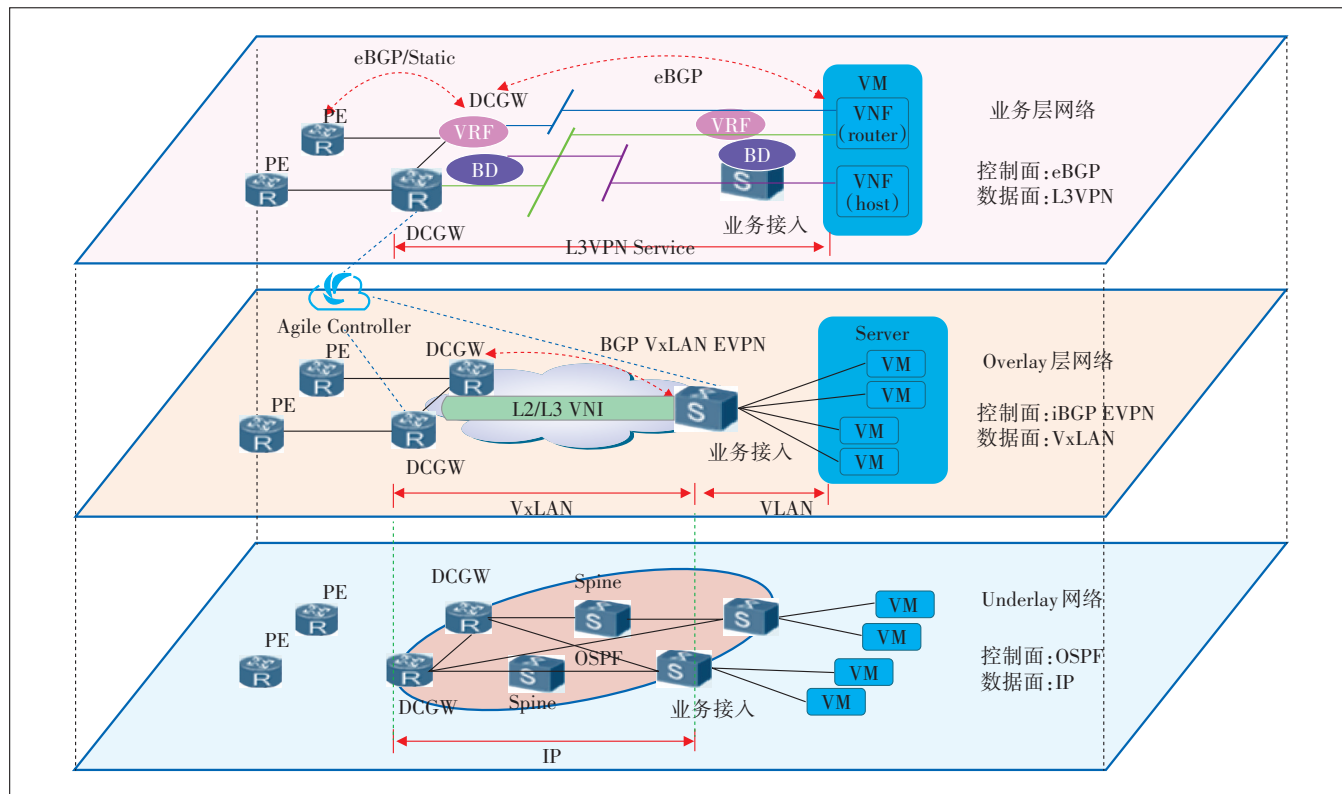 eBGP/Static
eBGP
DCGW
PE
VRF
VRF
VM
VNF
(router)
业务层网络
PE
BD
BD
控制面:eBGP
数据面:L3VPN
R
R
R
S
VNF
(host)
DCGW
业务接入
L3VPN Service
Agile Controller
PE
DCGW
BGP VxLAN EVPN
Server
Overlay层网络
VM
VM
VM
VM
R
R
PE
L2/L3 VNI
S
控制面:iBGP EVPN
数据面:VxLAN
R
R
DCGW
业务接入
VxLAN
VLAN
DCGW
Spine
PE
VM
Underlay网络
R
R
S
S
VM
PE
OSPF
控制面:OSPF
数据面:IP
R
R
S
S
VM
VM
DCGW
Spine
业务接入
IP